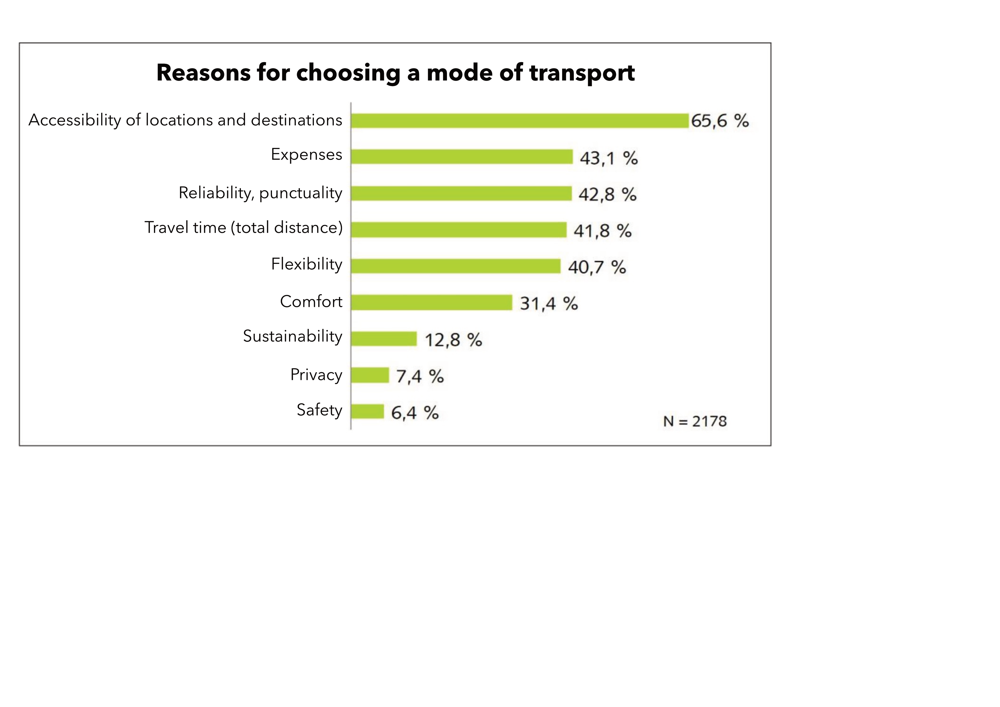 Reasons for choosing a mode of transport
Accessibility of locations and destinations 65,6 %
Expenses 43,1 %
Reliability, punctuality 42,8 %
Travel time (total distance) 41,8 %
Flexibility 40,7 %
Comfort 31,4 %
Sustainability 12,8 %
Privacy 7,4 %
Safety 6,4 %
N = 2178